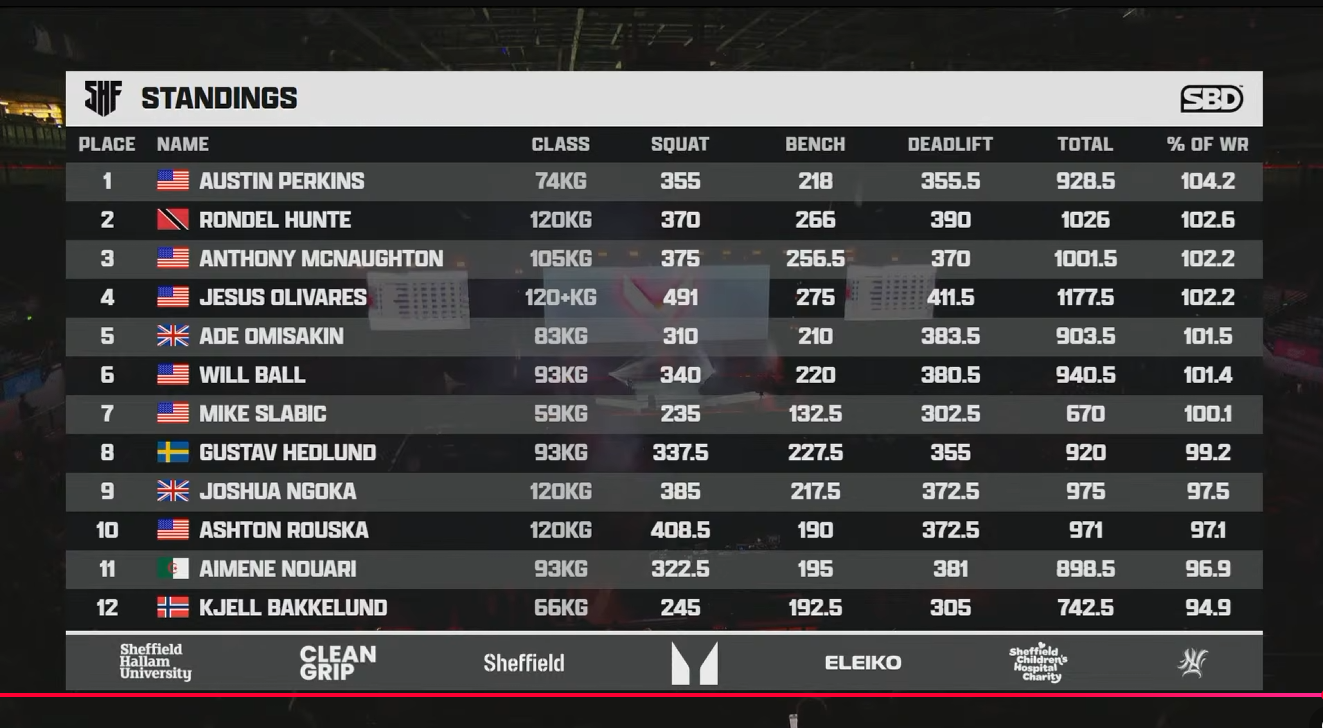 SHF STANDINGS SBD
PLACE NAME CLASS SQUAT BENCH DEADLIFT TOTAL % OF WR
1 AUSTIN PERKINS 74KG 355 218 355.5 928.5 104.2
2 RONDEL HUNTE 120KG 370 266 390 1026 102.6
3 ANTHONY MCNAUGHTON 105KG 375 256.5 370 1001.5 102.2
4 JESUS OLIVARES 120+KG 491 275 411.5 1177.5 102.2
5 ADE OMISAKIN 83KG 310 210 383.5 903.5 101.5
6 WILL BALL 93KG 340 220 380.5 940.5 101.4
7 MIKE SLABIC 59KG 235 132.5 302.5 670 100.1
8 GUSTAV HEDLUND 93KG 337.5 227.5 355 920 99.2
9 JOSHUA NGOKA 120KG 385 217.5 372.5 975 97.5
10 ASHTON ROUSKA 120KG 408.5 190 372.5 971 97.1
11 AIMENE NOUARI 93KG 322.5 195 381 898.5 96.9
12 KJELL BAKKELUND 66KG 245 192.5 305 742.5 94.9
Sheffield
Hallam
University
CLEAN
GRIP
Sheffield
ELEIKO
Sheffield
Children's
Hospital
Charity